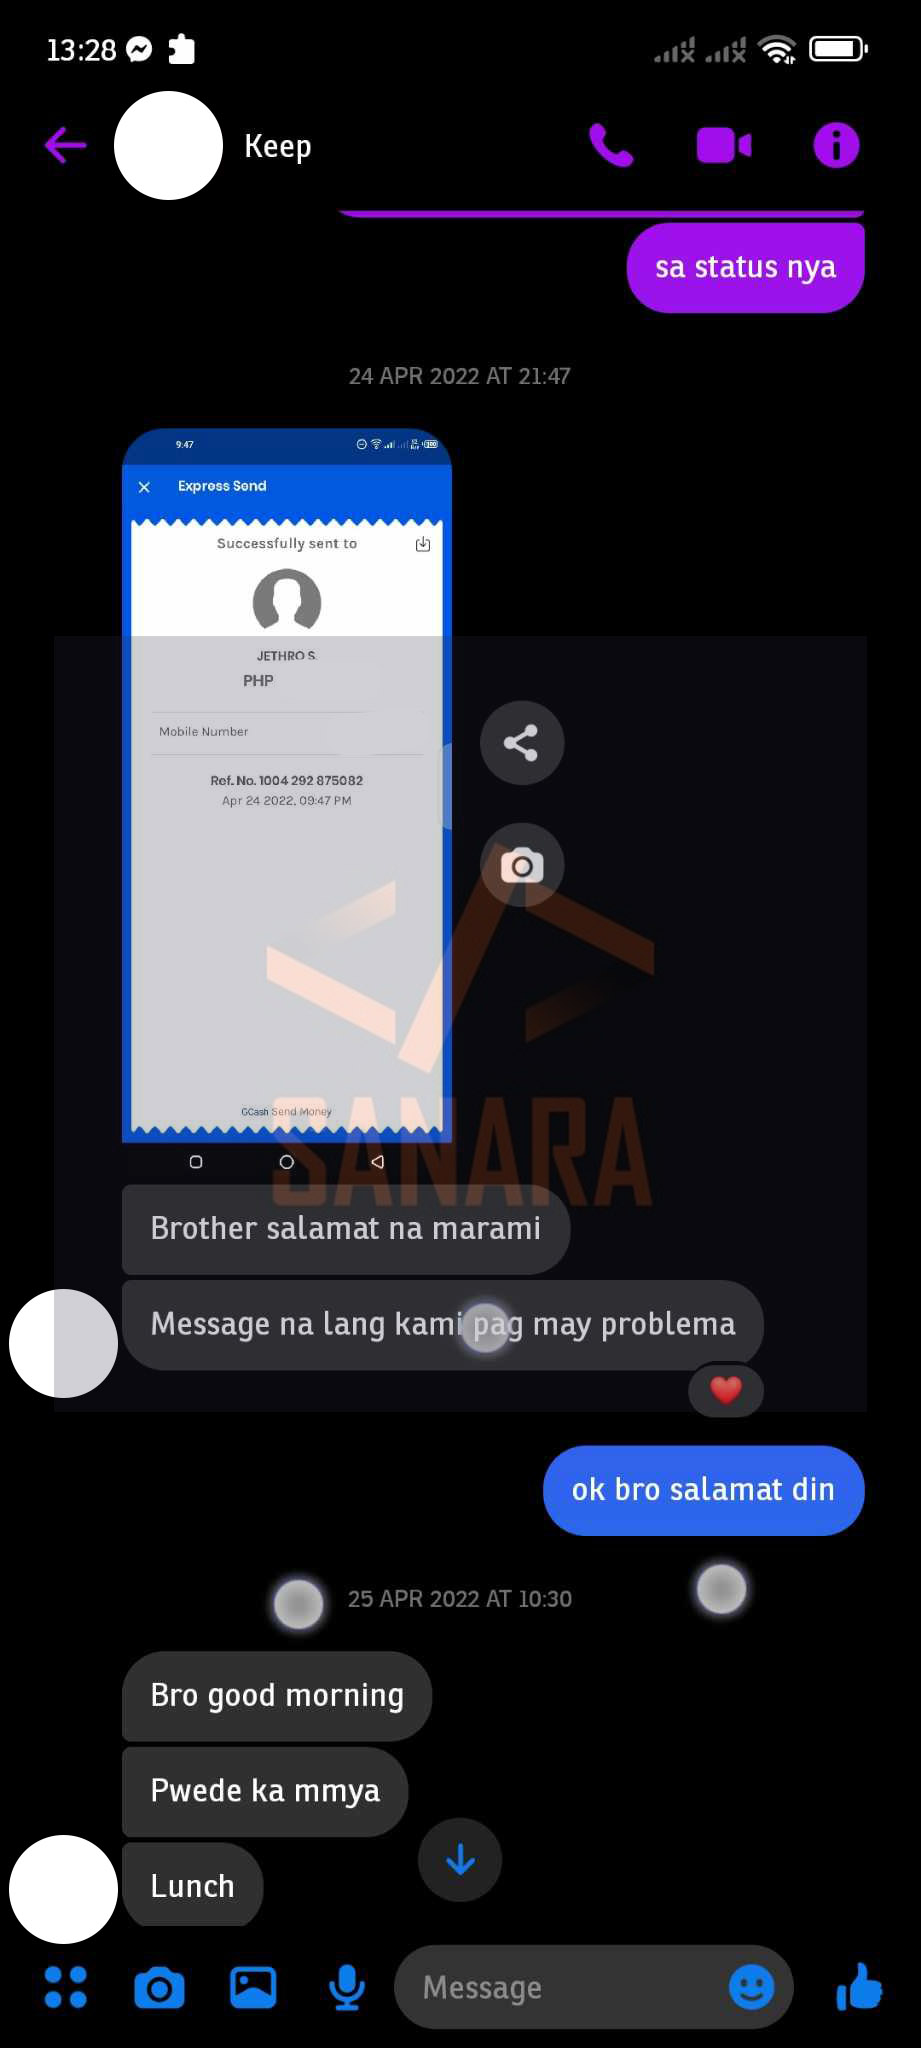 13:28
Keep
sa status nya
24 APR 2022 AT 21:47
9:47
Express Send
Successfully sent to
JETHRO S.
PHP
Mobile Number
Ref. No. 1004 292 875082
Apr 24 2022, 09:47 PM
GCash Send Money
SANARA
Brother salamat na marami
Message na lang kami pag may problema
ok bro salamat din
25 APR 2022 AT 10:30
Bro good morning
Pwede ka mmya
Lunch
Message